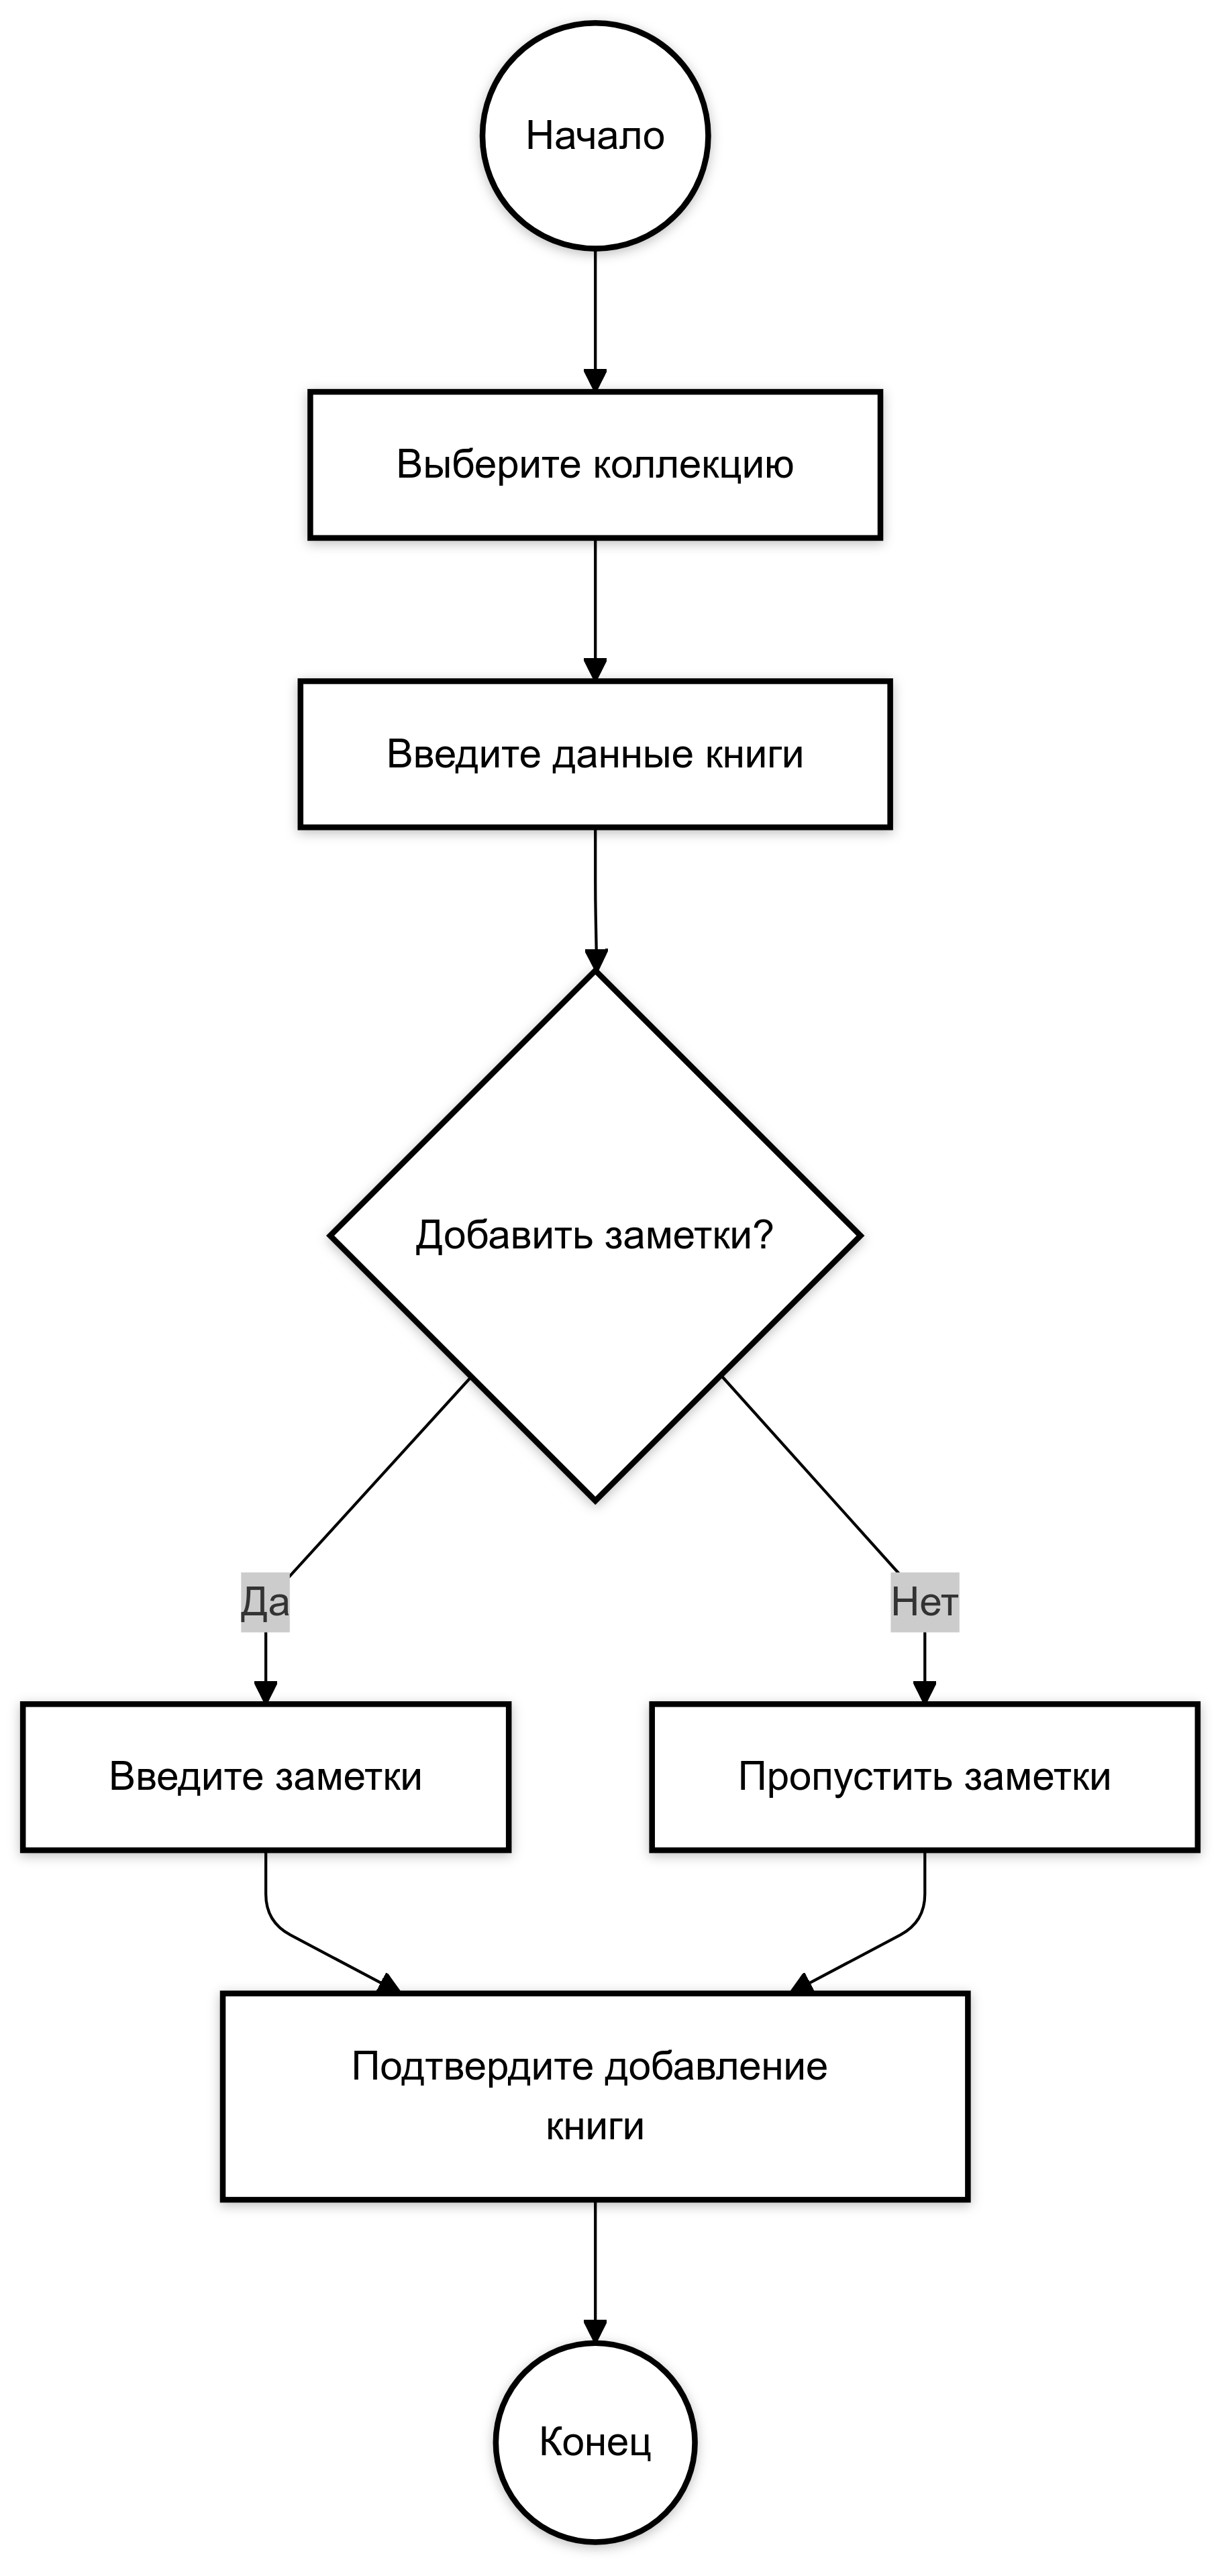 Начало
Выберите коллекцию
Введите данные книги
Добавить заметки?
Да
Нет
Введите заметки
Пропустить заметки
Подтвердите добавление
книги
Конец